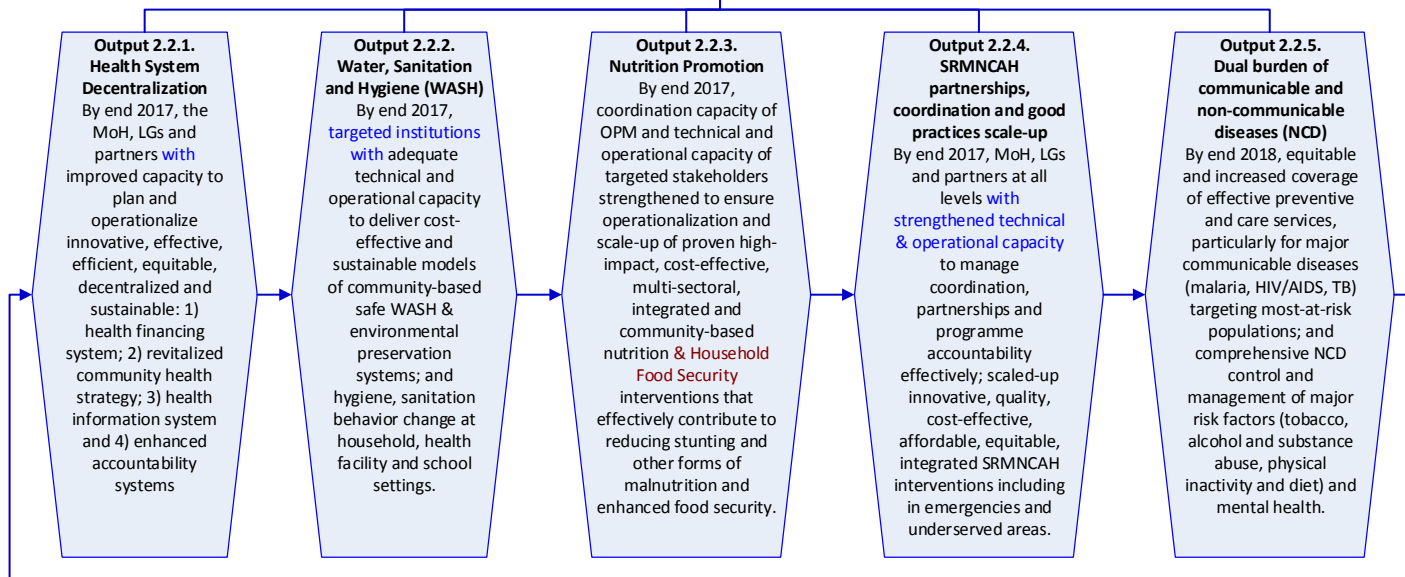 Output 2.2.1.
Health System
Decentralization
By end 2017, the
MoH, LGs and
partners with
improved capacity to
plan and
operationalize
innovative, effective,
efficient, equitable,
decentralized and
sustainable: 1)
health financing
system; 2) revitalized
community health
strategy; 3) health
information system
and 4) enhanced
accountability
systems
Output 2.2.2.
Water, Sanitation
and Hygiene (WASH)
By end 2017,
targeted institutions
with adequate
technical and
operational capacity
to deliver cost-
effective and
sustainable models
of community-based
safe WASH &
environmental
preservation
systems; and
hygiene, sanitation
behavior change at
household, health
facility and school
settings.
Output 2.2.3.
Nutrition Promotion
By end 2017,
coordination capacity of
OPM and technical and
operational capacity of
targeted stakeholders
strengthened to ensure
operationalization and
scale-up of proven high-
impact, cost-effective,
multi-sectoral,
integrated and
community-based
nutrition & Household
Food Security
interventions that
effectively contribute to
reducing stunting and
other forms of
malnutrition and
enhanced food security.
Output 2.2.4.
SRMNCAH
partnerships,
coordination and good
practices scale-up
By end 2017, MoH, LGs
and partners at all
levels with
strengthened technical
& operational capacity
to manage
coordination,
partnerships and
programme
accountability
effectively; scaled-up
innovative, quality,
cost-effective,
affordable, equitable,
integrated SRMNCAH
interventions including
in emergencies and
underserved areas.
Output 2.2.5.
Dual burden of
communicable and
non-communicable
diseases (NCD)
By end 2018, equitable
and increased coverage
of effective preventive
and care services,
particularly for major
communicable diseases
(malaria, HIV/AIDS, TB)
targeting most-at-risk
populations; and
comprehensive NCD
control and
management of major
risk factors (tobacco,
alcohol and substance
abuse, physical
inactivity and diet) and
mental health.